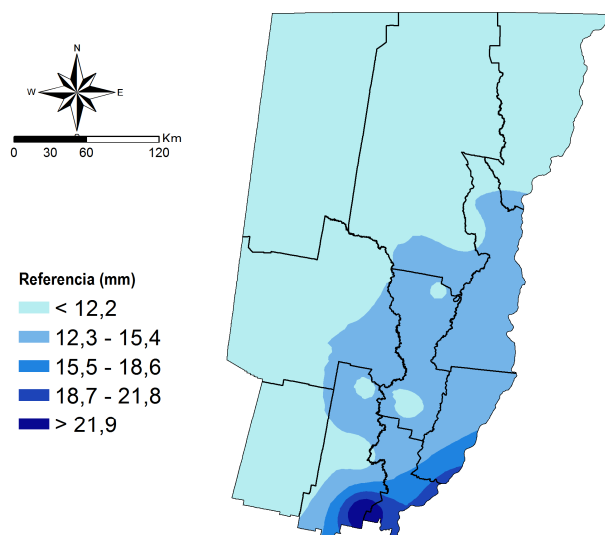 N
W E
Km
0 30 60 120
Referencia (mm)
< 12,2
12,3 - 15,4
15,5 - 18,6
18,7 - 21,8
> 21,9